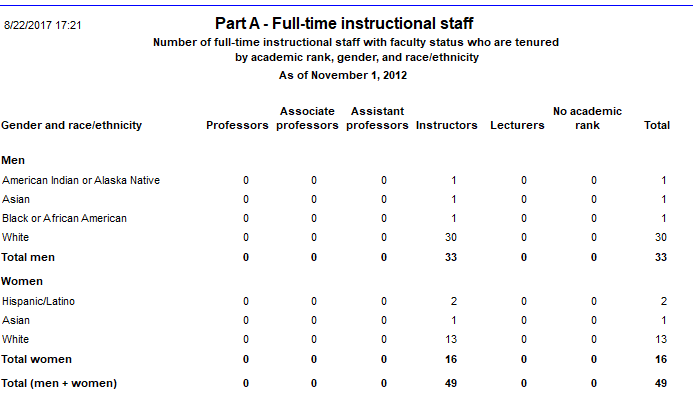 8/22/2017 17:21
Part A - Full-time instructional staff
Number of full-time instructional staff with faculty status who are tenured
by academic rank, gender, and race/ethnicity
As of November 1, 2012
Gender and race/ethnicity Professors Associate professors Assistant professors Instructors Lecturers No academic rank Total
Men
American Indian or Alaska Native 0 0 0 1 0 0 1
Asian 0 0 0 1 0 0 1
Black or African American 0 0 0 1 0 0 1
White 0 0 0 30 0 0 30
Total men 0 0 0 33 0 0 33
Women
Hispanic/Latino 0 0 0 2 0 0 2
Asian 0 0 0 1 0 0 1
White 0 0 0 13 0 0 13
Total women 0 0 0 16 0 0 16
Total (men + women) 0 0 0 49 0 0 49